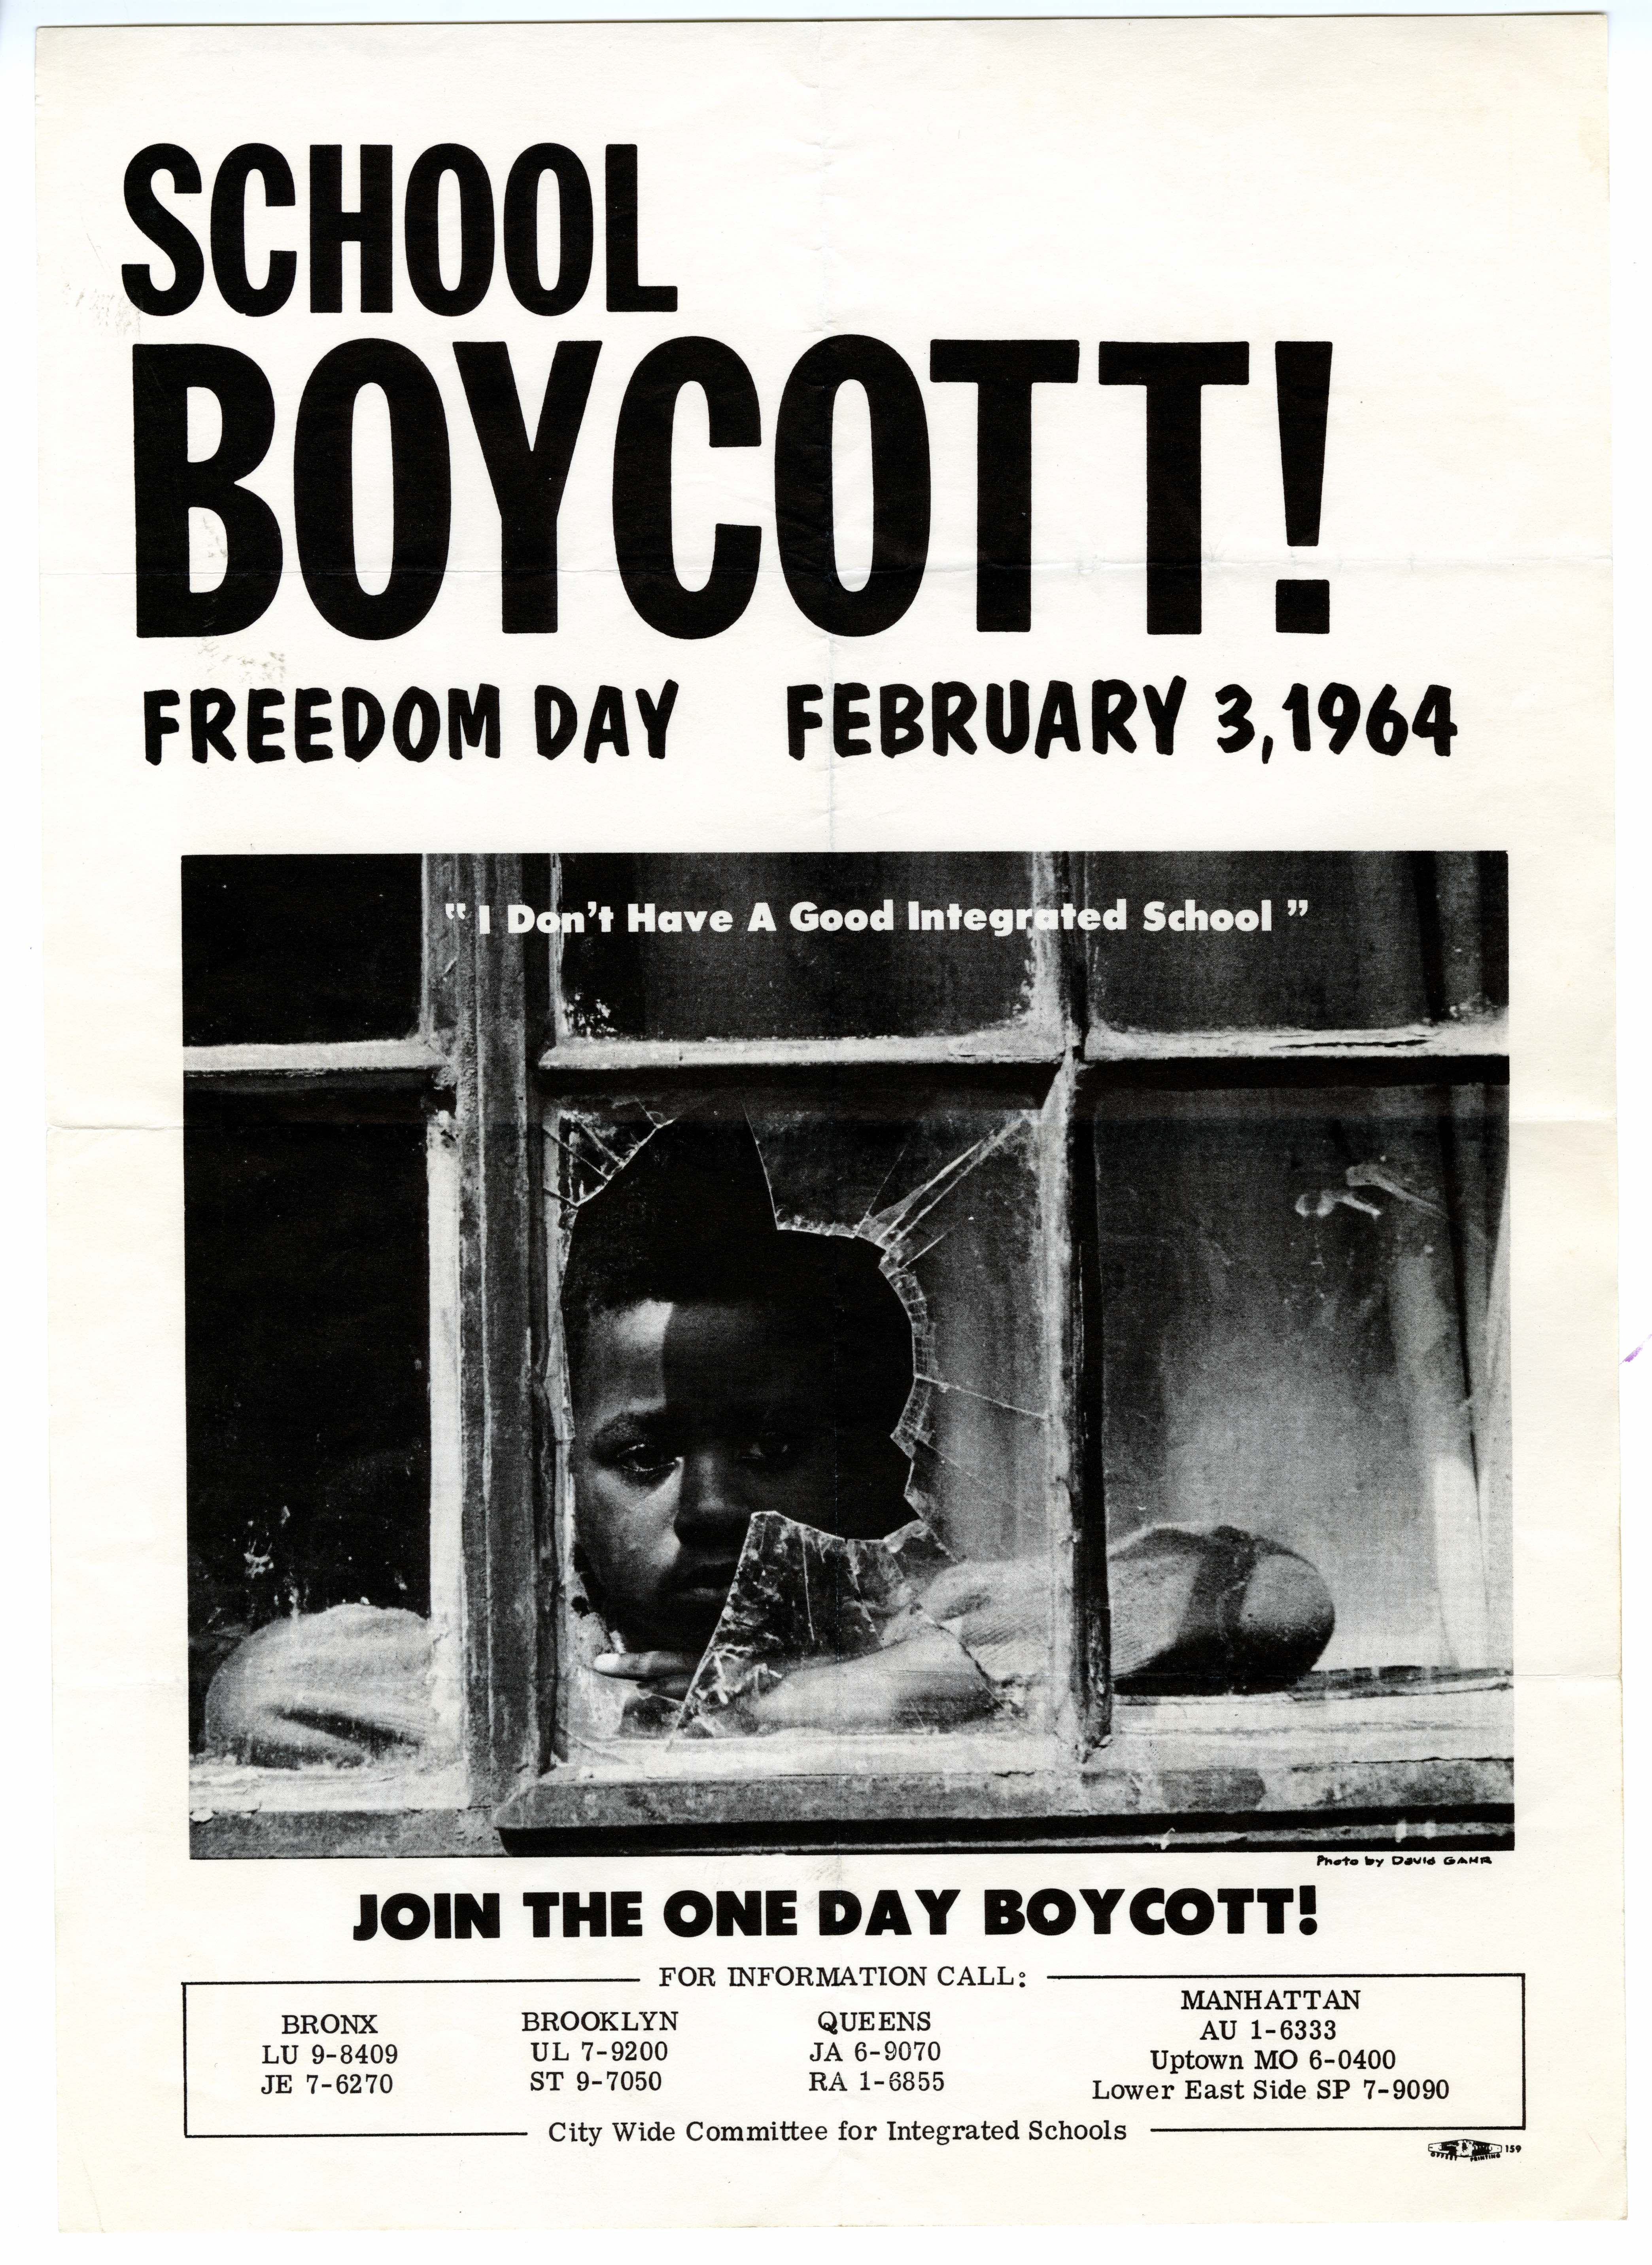 SCHOOL
BOYCOTT!
FREEDOM DAY FEBRUARY 3, 1964
" I Don't Have A Good Integrated School "
Photo by David GAHR
JOIN THE ONE DAY BOYCOTT!
FOR INFORMATION CALL:
BRONX
LU 9-8409
JE 7-6270
BROOKLYN
UL 7-9200
ST 9-7050
QUEENS
JA 6-9070
RA 1-6855
MANHATTAN
AU 1-6333
Uptown MO 6-0400
Lower East Side SP 7-9090
City Wide Committee for Integrated Schools
OFFSET PRINTING 159